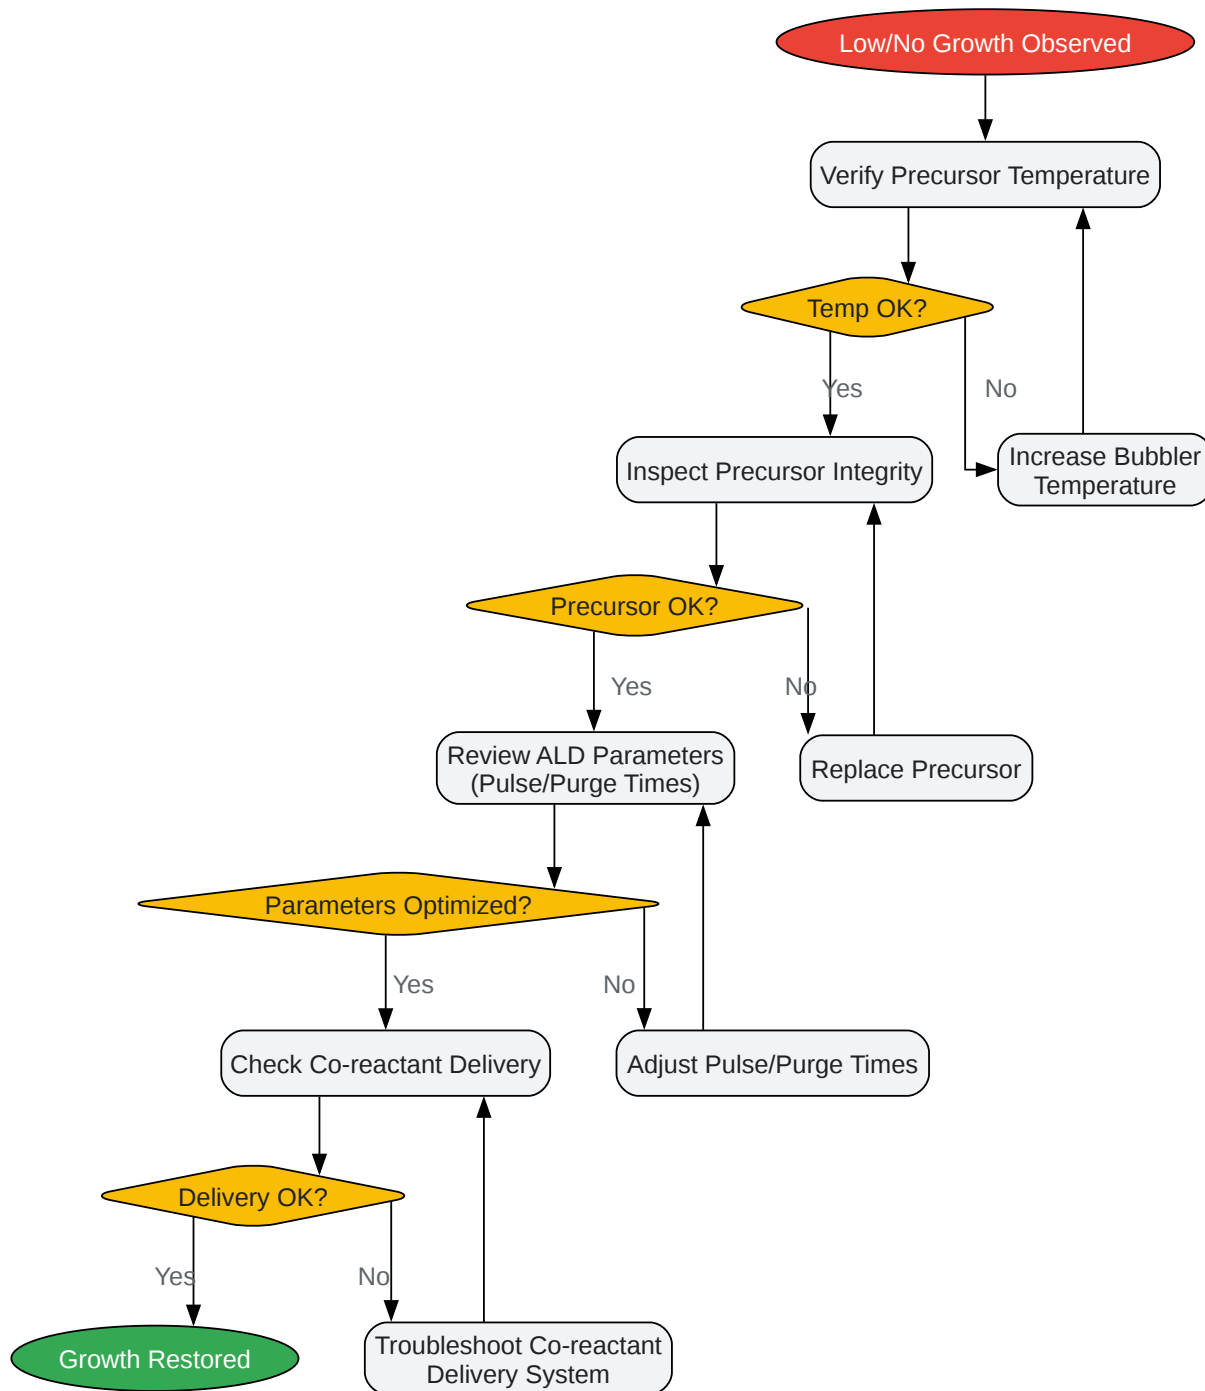 Low/No Growth Observed
Verify Precursor Temperature
Temp OK?
Yes
No
Increase Bubbler
Temperature
Inspect Precursor Integrity
Precursor OK?
Yes
No
Review ALD Parameters
(Pulse/Purge Times)
Replace Precursor
Parameters Optimized?
Yes
No
Check Co-reactant Delivery
Adjust Pulse/Purge Times
Delivery OK?
Yes
No
Growth Restored
Troubleshoot Co-reactant
Delivery System